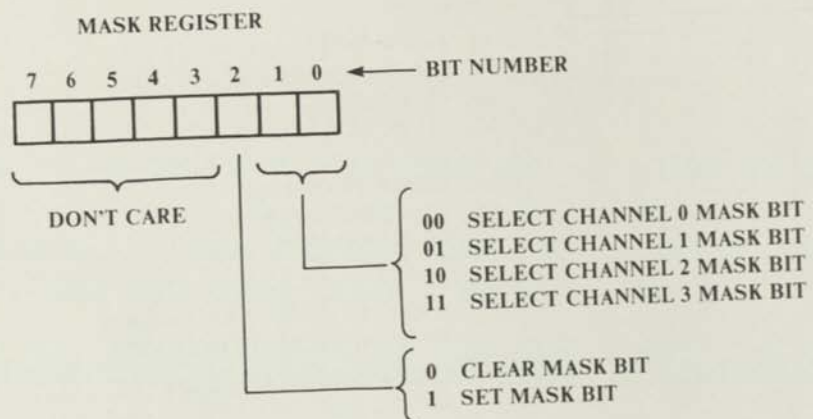 MASK REGISTER
7 6 5 4 3 2 1 0 BIT NUMBER
DON'T CARE
00 SELECT CHANNEL 0 MASK BIT
01 SELECT CHANNEL 1 MASK BIT
10 SELECT CHANNEL 2 MASK BIT
11 SELECT CHANNEL 3 MASK BIT
0 CLEAR MASK BIT
1 SET MASK BIT